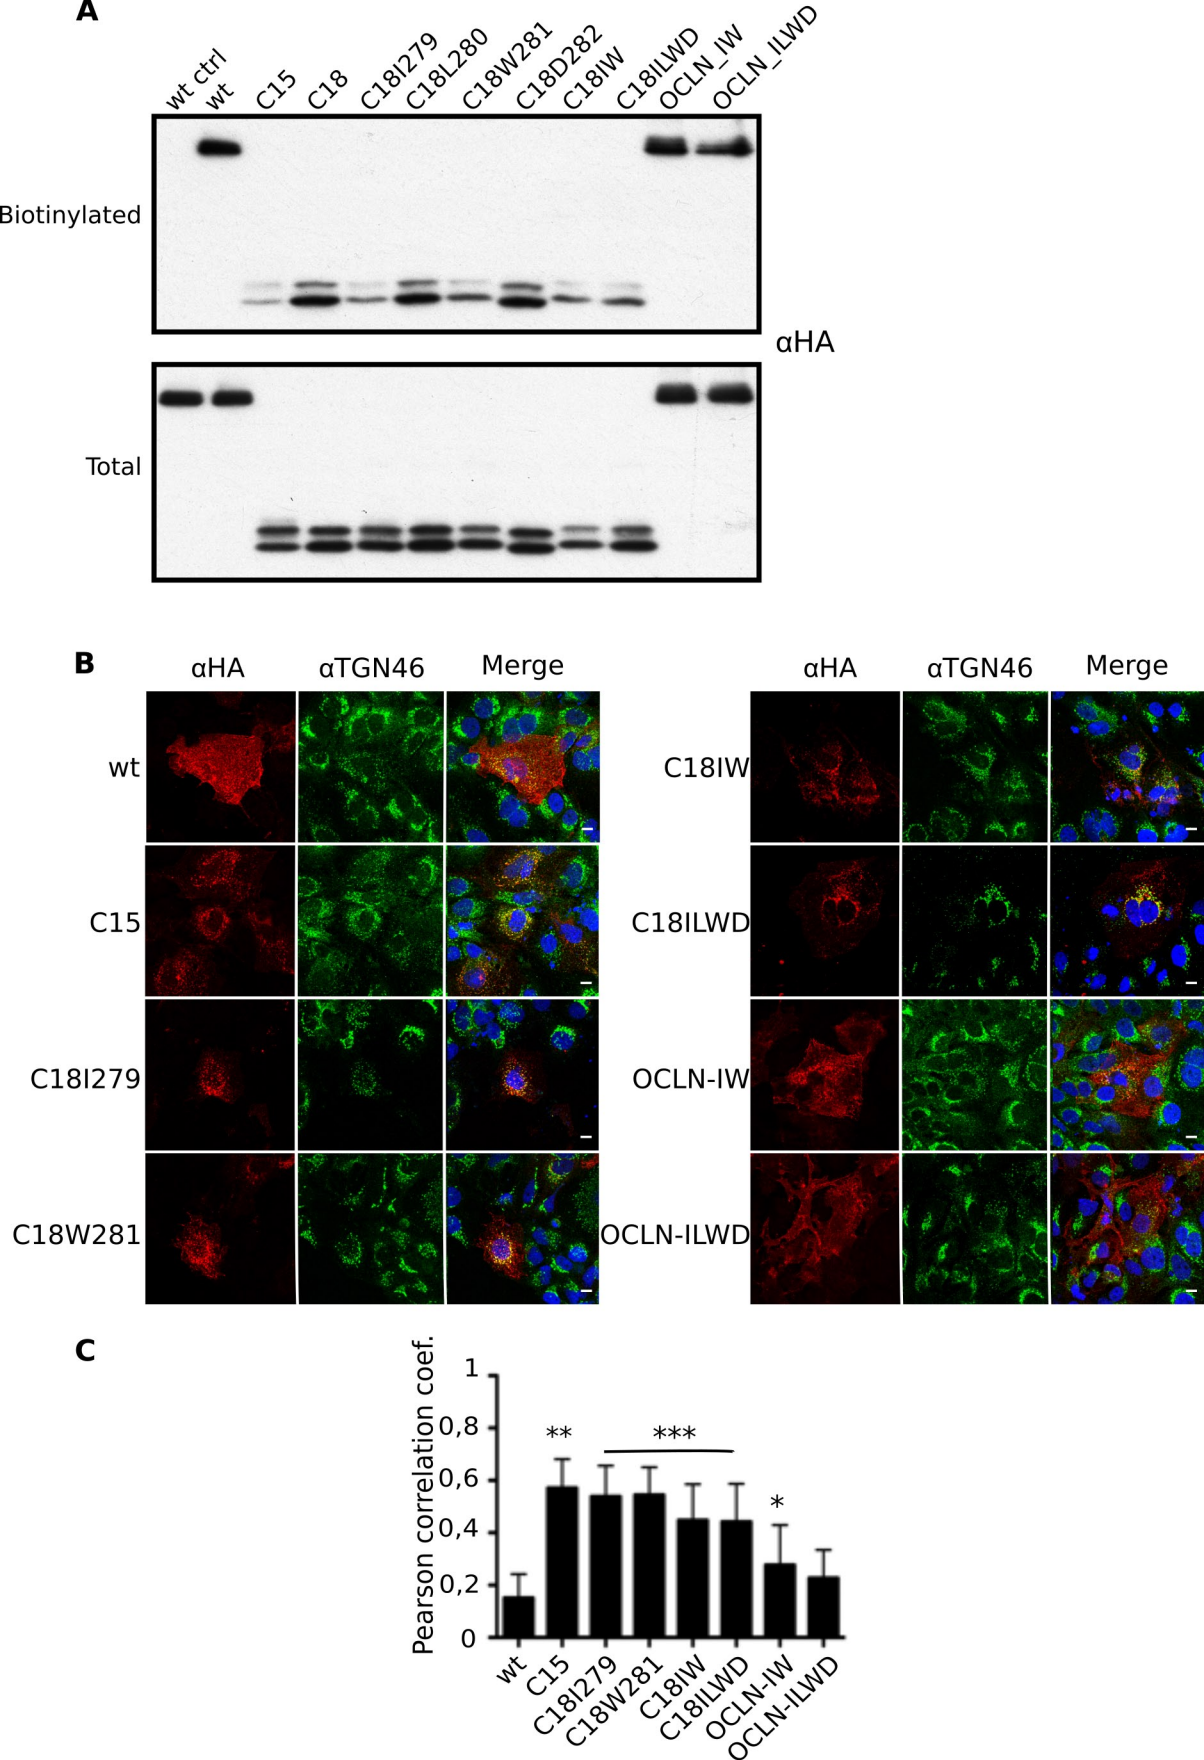 A
wt ctrl
wt
C15
C18
C18I279
C18L280
C18W281
C18D282
C18IW
C18ILWD
OCLN_IW
OCLN_ILWD
Biotinylated
αHA
Total
B
αHA αTGN46 Merge αHA αTGN46 Merge
wt C18IW
C15 C18ILWD
C18I279 OCLN-IW
C18W281 OCLN-ILWD
C
Pearson correlation coef.
1
0,8
0,6
0,4
0,2
0
** *** *
wt
C15
C18I279
C18W281
C18IW
C18ILWD
OCLN-IW
OCLN-ILWD